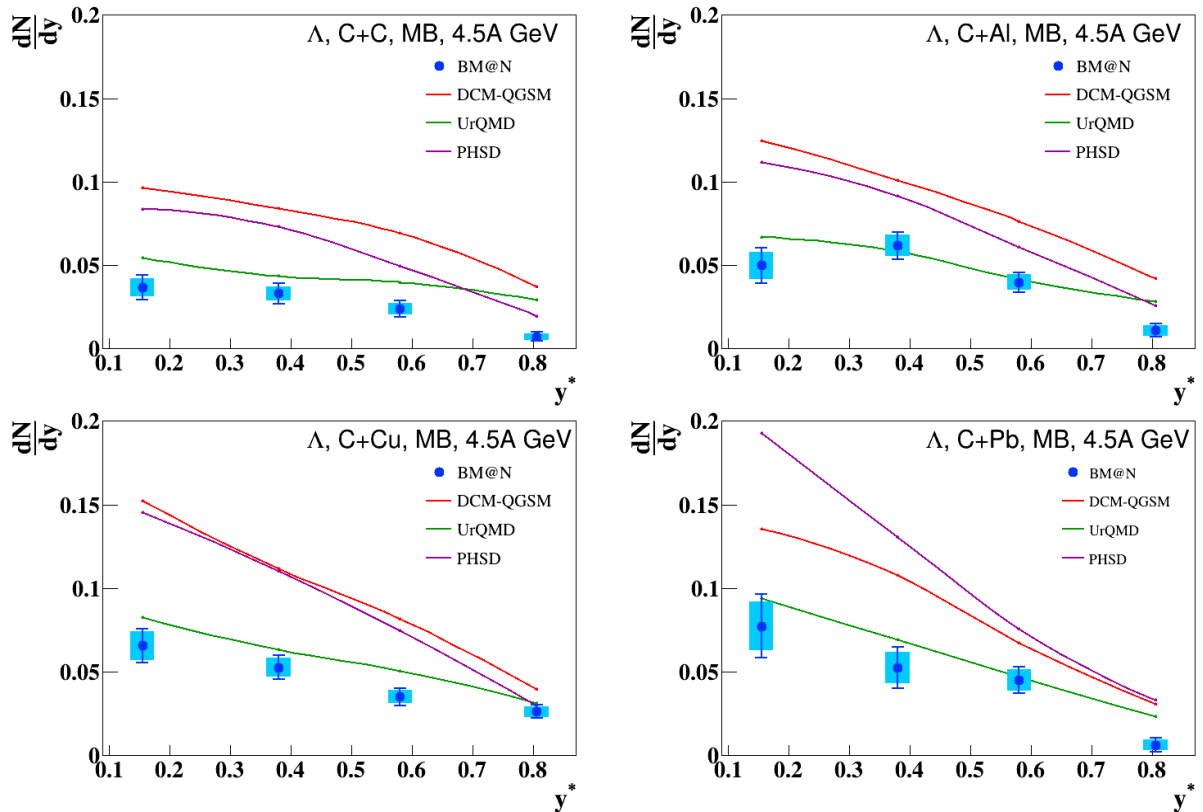 dN
dy
0.2
0.15
0.1
0.05
0
Λ, C+C, MB, 4.5A GeV
BM@N
DCM-QGSM
UrQMD
PHSD
0.1 0.2 0.3 0.4 0.5 0.6 0.7 0.8
y*
dN
dy
0.2
0.15
0.1
0.05
0
Λ, C+Al, MB, 4.5A GeV
BM@N
DCM-QGSM
UrQMD
PHSD
0.1 0.2 0.3 0.4 0.5 0.6 0.7 0.8
y*
dN
dy
0.2
0.15
0.1
0.05
0
Λ, C+Cu, MB, 4.5A GeV
BM@N
DCM-QGSM
UrQMD
PHSD
0.1 0.2 0.3 0.4 0.5 0.6 0.7 0.8
y*
dN
dy
0.2
0.15
0.1
0.05
0
Λ, C+Pb, MB, 4.5A GeV
BM@N
DCM-QGSM
UrQMD
PHSD
0.1 0.2 0.3 0.4 0.5 0.6 0.7 0.8
y*